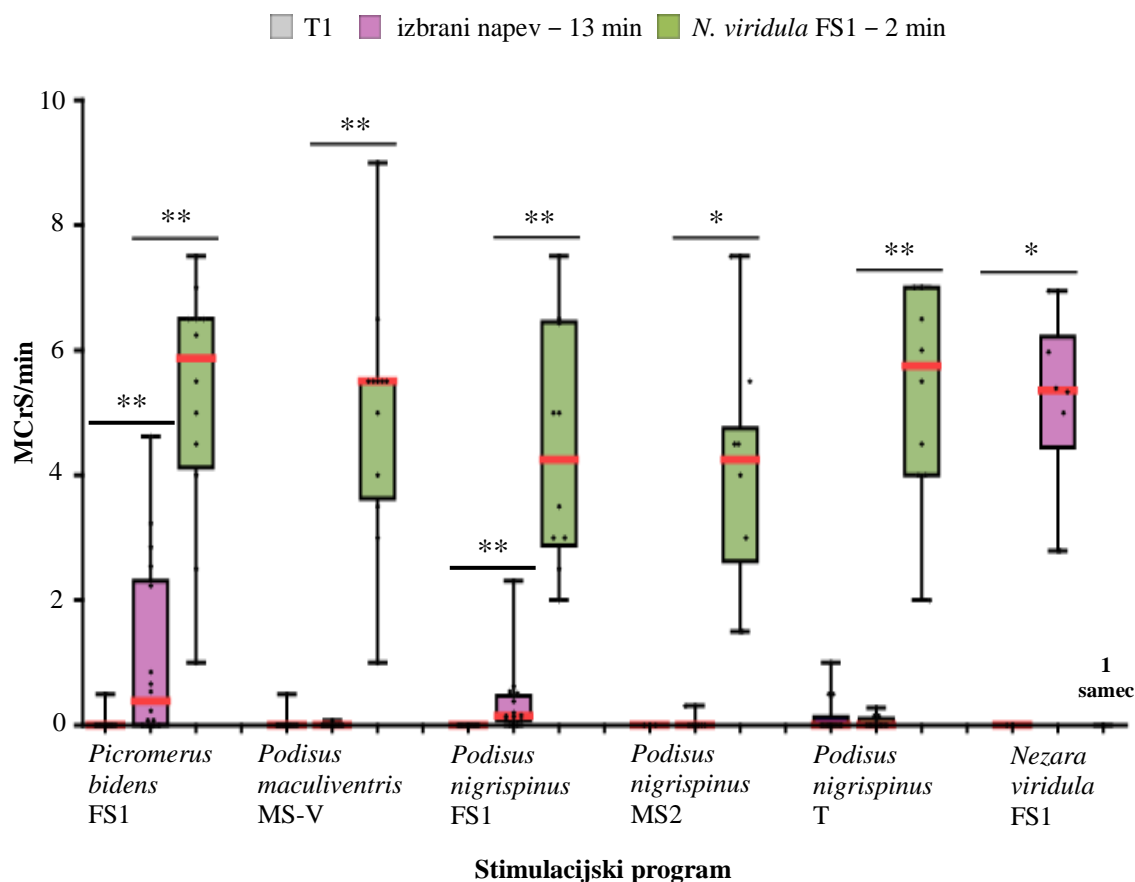 T1 izbrani napev – 13 min N. viridula FS1 – 2 min
10
**
8
**
**
*
**
*
6
**
MCrS/min
4
**
2
1
samec
0
Picromerus bidens FS1
Podisus maculiventris MS-V
Podisus nigrispinus FS1
Podisus nigrispinus MS2
Podisus nigrispinus T
Nezara viridula FS1
Stimulacijski program